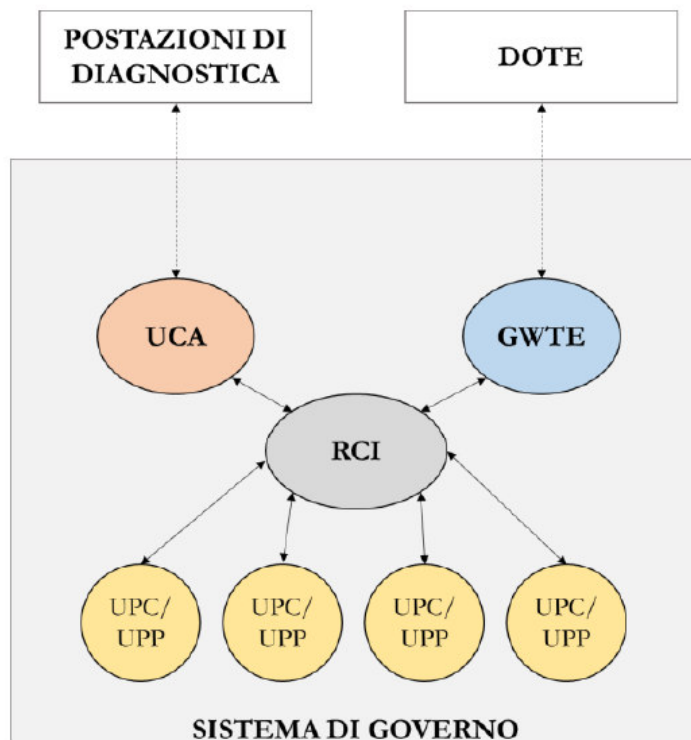 POSTAZIONI DI
DIAGNOSTICA
DOTE
UCA
GWTE
RCI
UPC/
UPP
UPC/
UPP
UPC/
UPP
UPC/
UPP
SISTEMA DI GOVERNO